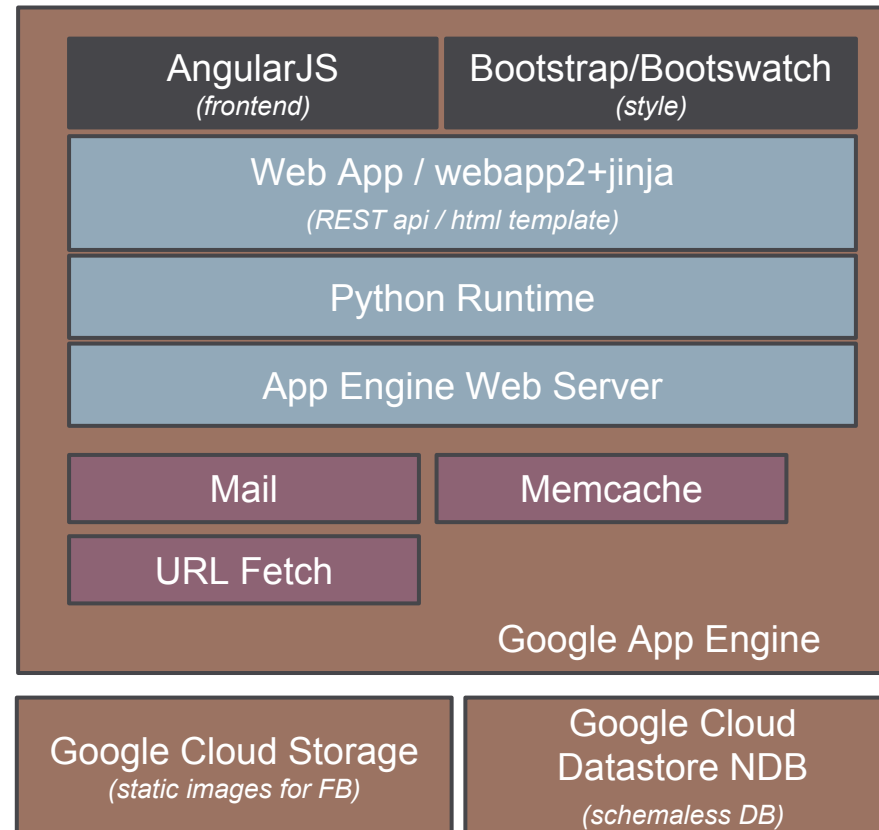 AngularJS
(frontend)
Bootstrap/Bootswatch
(style)
Web App / webapp2+jinja
(REST api / html template)
Python Runtime
App Engine Web Server
Mail
Memcache
URL Fetch
Google App Engine
Google Cloud Storage
(static images for FB)
Google Cloud
Datastore NDB
(schemaless DB)